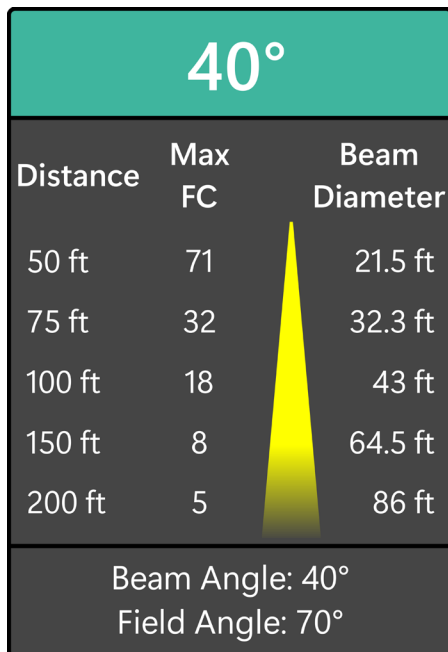 40°
Distance Max FC Beam Diameter
50 ft 71 21.5 ft
75 ft 32 32.3 ft
100 ft 18 43 ft
150 ft 8 64.5 ft
200 ft 5 86 ft
Beam Angle: 40°
Field Angle: 70°